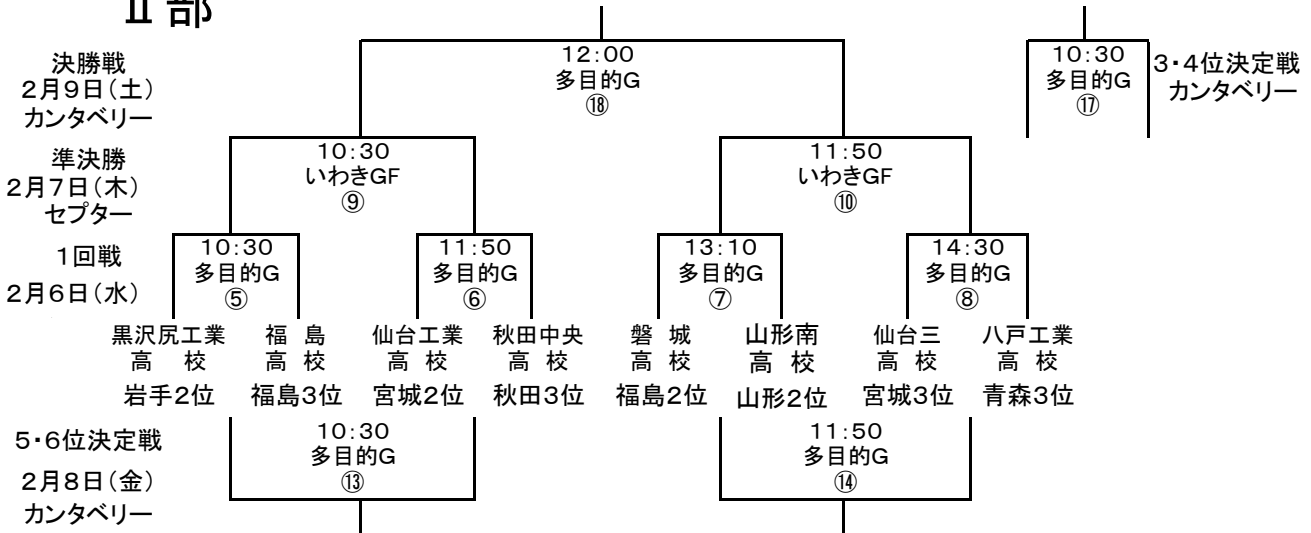 Ⅱ部
決勝戦
2月9日(土)
カンタベリー
12:00
多目的G
⑱
10:30
多目的G
⑰
3・4位決定戦
カンタベリー
準決勝
2月7日(木)
セプター
10:30
いわきGF
⑨
11:50
いわきGF
⑩
1回戦
2月6日(水)
10:30
多目的G
⑤
11:50
多目的G
⑥
13:10
多目的G
⑦
14:30
多目的G
⑧
黒沢尻工業
高 校
岩手2位
福 島
高 校
福島3位
仙台工業
高 校
宮城2位
秋田中央
高 校
秋田3位
磐 城
高 校
福島2位
山形南
高 校
山形2位
仙台三
高 校
宮城3位
八戸工業
高 校
青森3位
5・6位決定戦
2月8日(金)
カンタベリー
10:30
多目的G
⑬
11:50
多目的G
⑭